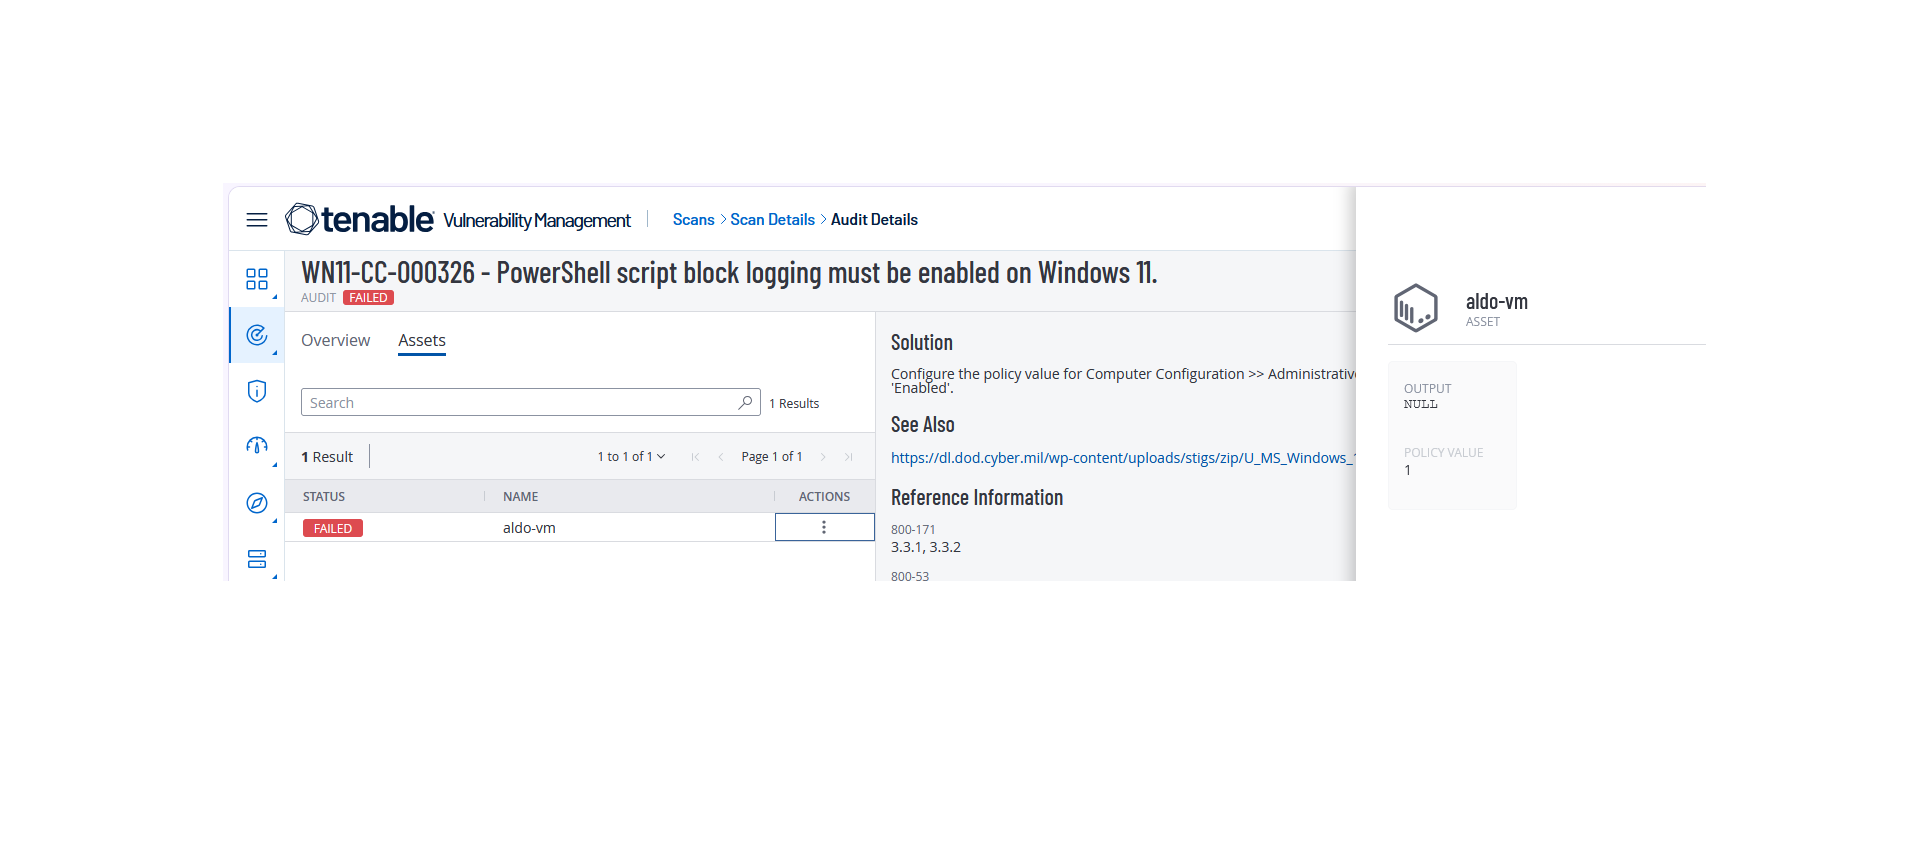 tenable Vulnerability Management Scans > Scan Details > Audit Details
WN11-CC-000326 - PowerShell script block logging must be enabled on Windows 11.
AUDIT FAILED
Overview Assets
Search
1 Results
1 Result 1 to 1 of 1 Page 1 of 1
STATUS NAME ACTIONS
FAILED aldo-vm
Solution
Configure the policy value for Computer Configuration >> Administrative
'Enabled'.
See Also
https://dl.dod.cyber.mil/wp-content/uploads/stigs/zip/U_MS_Windows_
Reference Information
800-171
3.3.1, 3.3.2
800-53
aldo-vm
ASSET
OUTPUT
NULL
POLICY VALUE
1